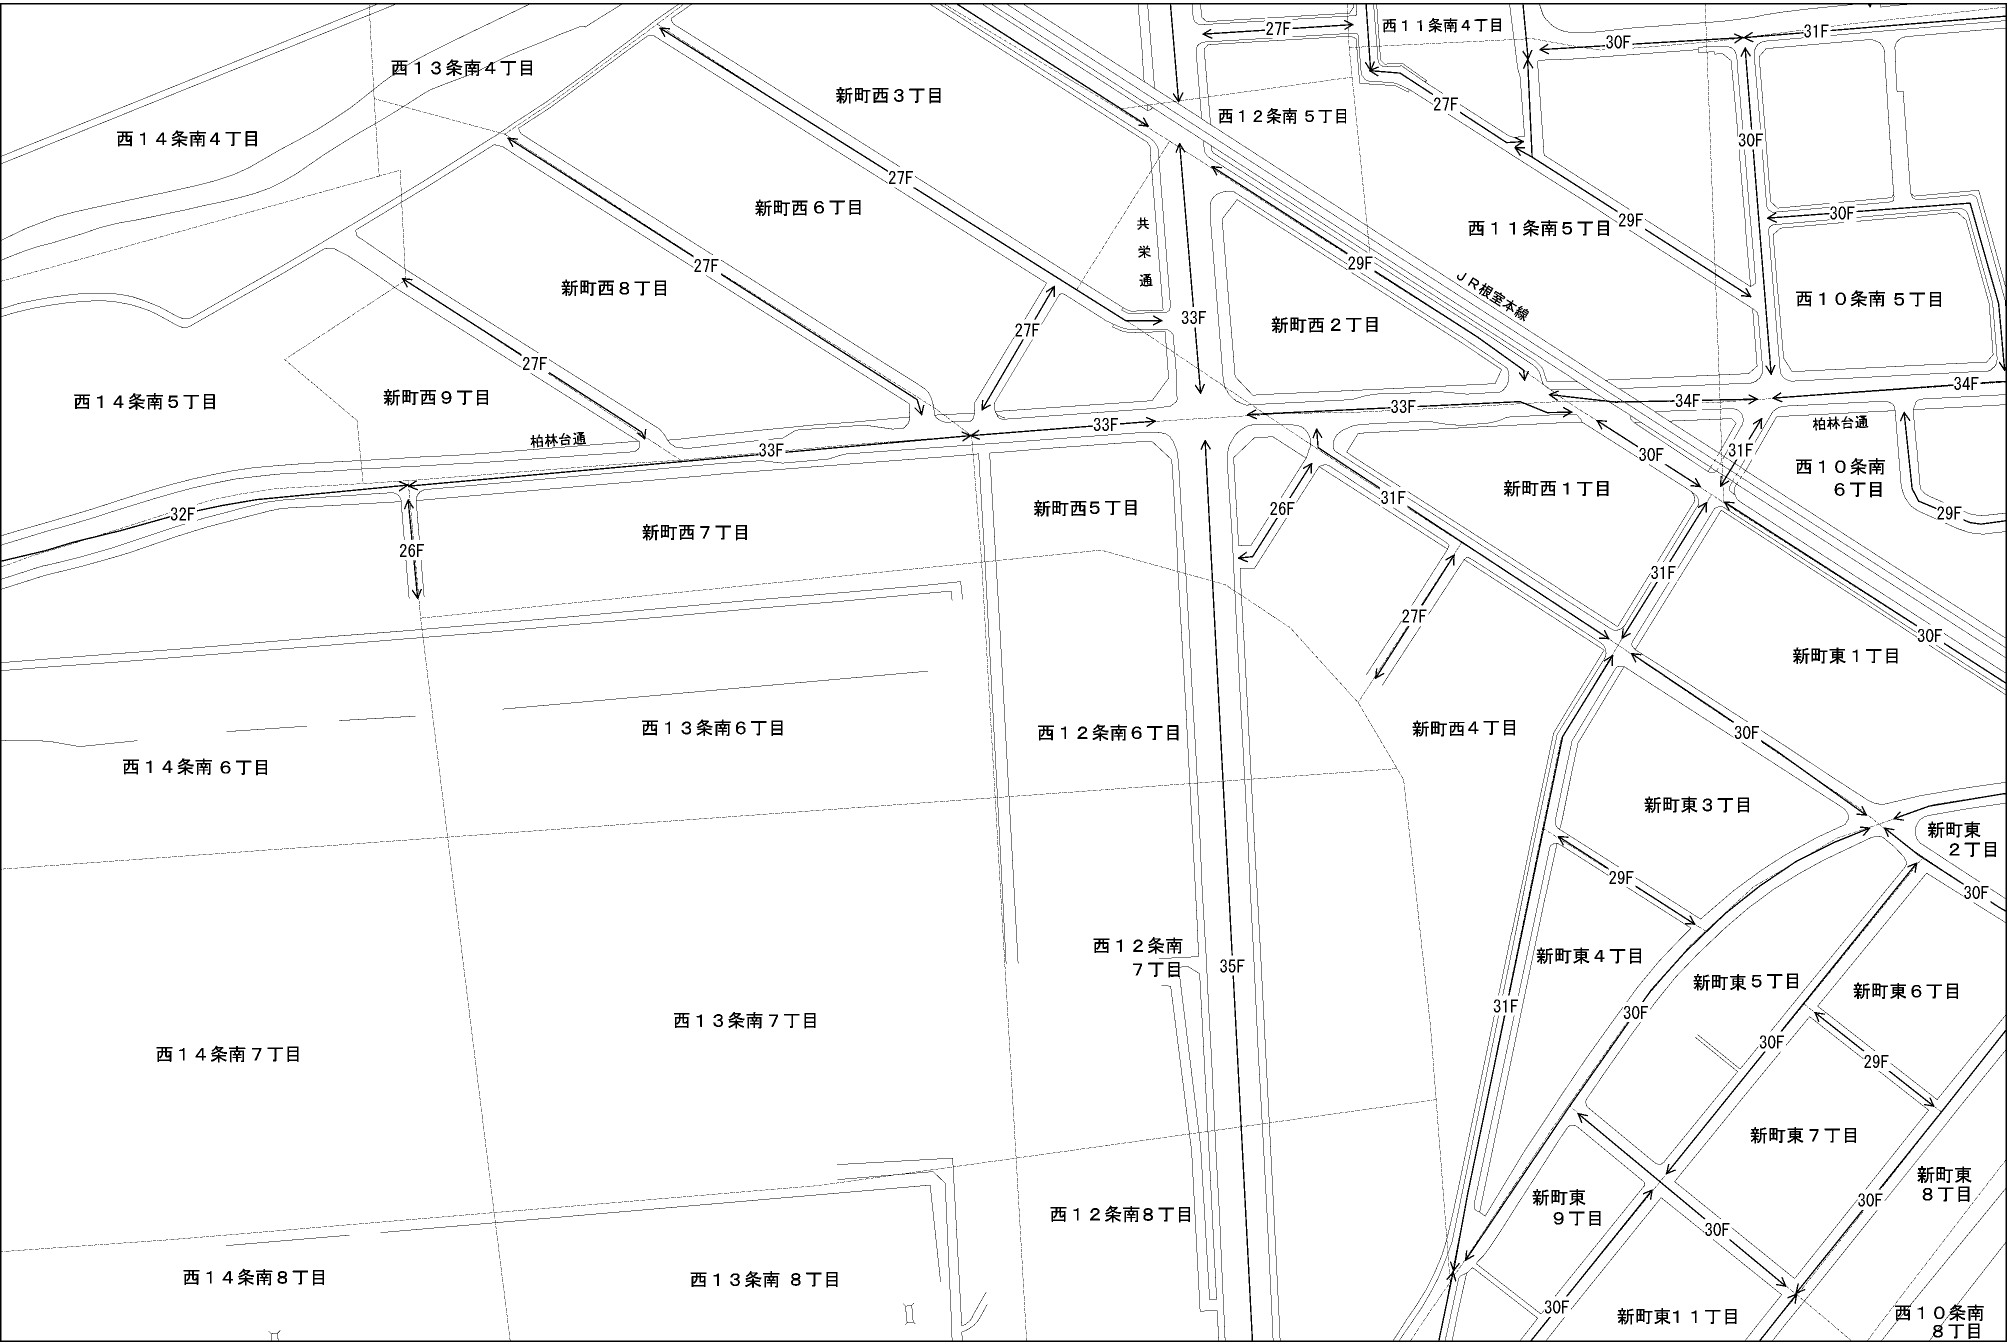 27F
西１１条南４丁目
30F
31F
西１３条南４丁目
新町西３丁目
27F
西１２条南５丁目
西１４条南４丁目
30F
27F
新町西６丁目
共栄通
西１１条南５丁目
29F
30F
27F
新町西８丁目
29F
ＪＲ根室本線
西１０条南５丁目
33F
27F
新町西２丁目
27F
西１４条南５丁目
新町西９丁目
34F
34F
33F
33F
柏林台通
33F
柏林台通
31F
30F
西１０条南
６丁目
新町西１丁目
31F
26F
新町西５丁目
32F
29F
新町西７丁目
26F
31F
27F
30F
新町東１丁目
西１３条南６丁目
西１２条南６丁目
新町西４丁目
30F
西１４条南６丁目
新町東３丁目
新町東
２丁目
29F
30F
西１２条南
７丁目
35F
新町東４丁目
新町東５丁目
新町東６丁目
31F
30F
西１３条南７丁目
30F
29F
西１４条南７丁目
新町東７丁目
新町東
８丁目
新町東
９丁目
30F
西１２条南８丁目
30F
西１４条南８丁目
西１３条南８丁目
30F
新町東１１丁目
西１０条南
８丁目